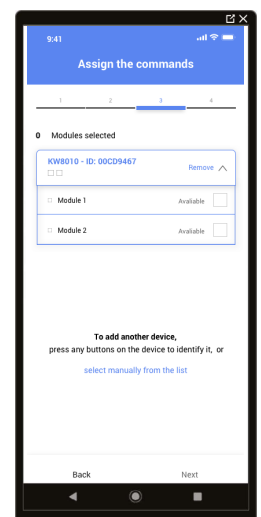 9:41
Assign the commands
1 2 3 4
0 Modules selected
KW8010 - ID: 00CD9467
Remove
Module 1 Avaliable
Module 2 Avaliable
To add another device,
press any buttons on the device to identify it, or
select manually from the list
Back Next